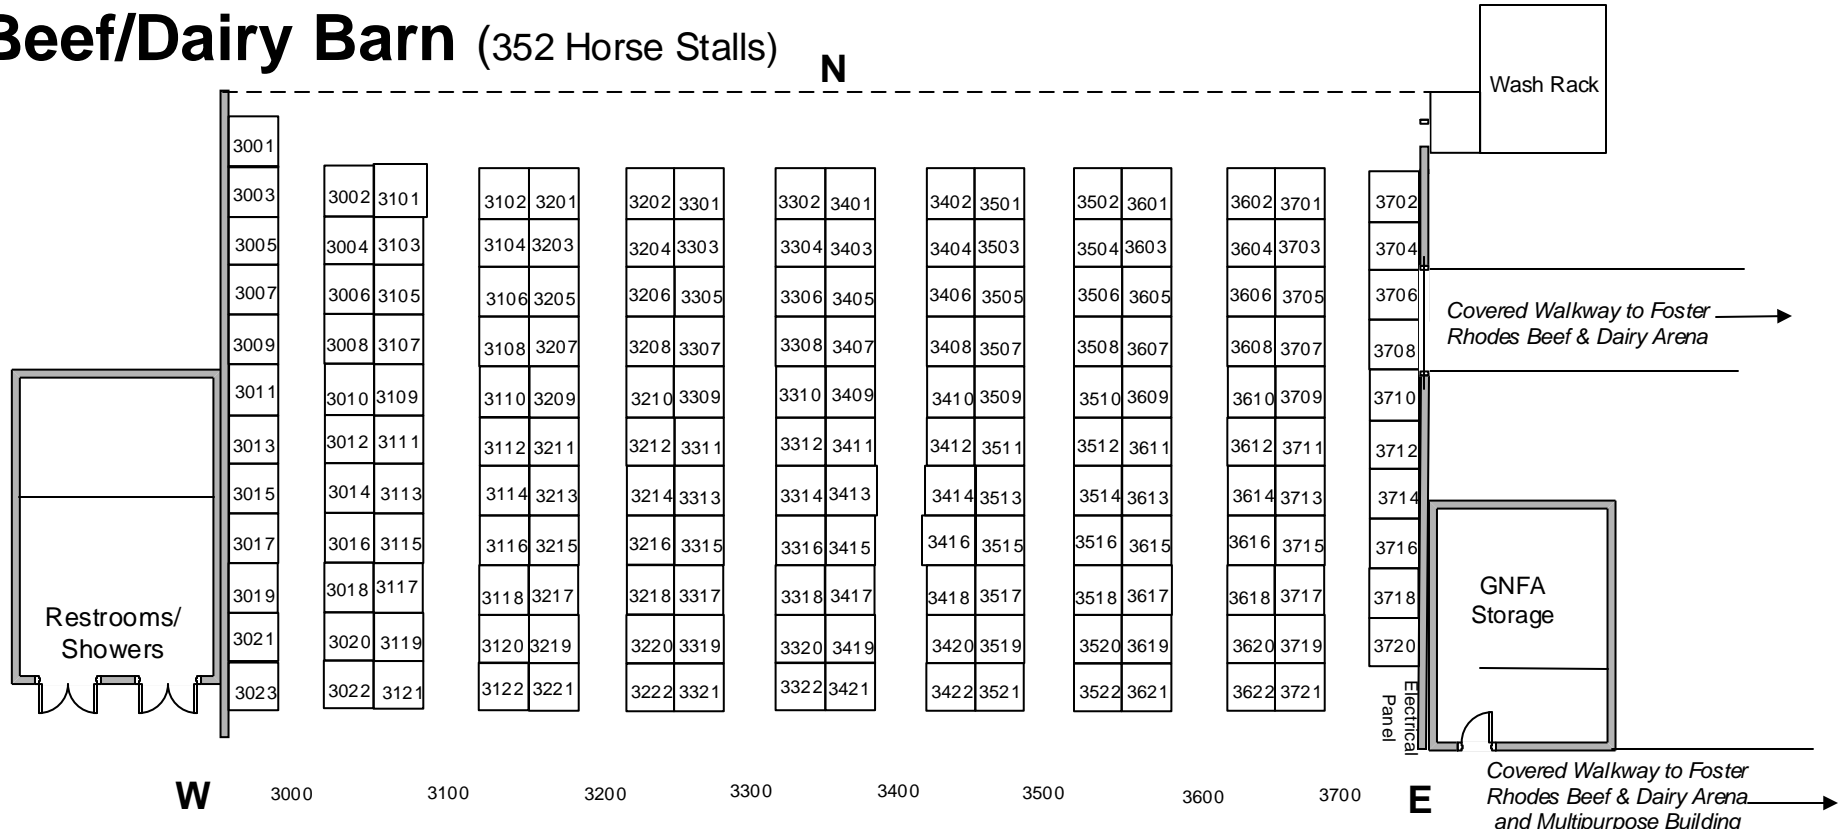 Beef/Dairy Barn (352 Horse Stalls)
N
Wash Rack
3001
3003 3002 3101 3102 3201 3202 3301 3302 3401 3402 3501 3502 3601 3602 3701 3702
3005 3004 3103 3104 3203 3204 3303 3304 3403 3404 3503 3504 3603 3604 3703 3704
3007 3006 3105 3106 3205 3206 3305 3306 3405 3406 3505 3506 3605 3606 3705 3706
Covered Walkway to Foster
Rhodes Beef & Dairy Arena
3009 3008 3107 3108 3207 3208 3307 3308 3407 3408 3507 3508 3607 3608 3707 3708
3011 3010 3109 3110 3209 3210 3309 3310 3409 3410 3509 3510 3609 3610 3709 3710
3013 3012 3111 3112 3211 3212 3311 3312 3411 3412 3511 3512 3611 3612 3711 3712
3015 3014 3113 3114 3213 3214 3313 3314 3413 3414 3513 3514 3613 3614 3713 3714
3017 3016 3115 3116 3215 3216 3315 3316 3415 3416 3515 3516 3615 3616 3715 3716
3019 3018 3117 3118 3217 3218 3317 3318 3417 3418 3517 3518 3617 3618 3717 3718
3021 3020 3119 3120 3219 3220 3319 3320 3419 3420 3519 3520 3619 3620 3719 3720
3023 3022 3121 3122 3221 3222 3321 3322 3421 3422 3521 3522 3621 3622 3721
Restrooms/
Showers
GNFA
Storage
Electrical
Panel
W 3000 3100 3200 3300 3400 3500 3600 3700 E
Covered Walkway to Foster
Rhodes Beef & Dairy Arena
and Multipurpose Building